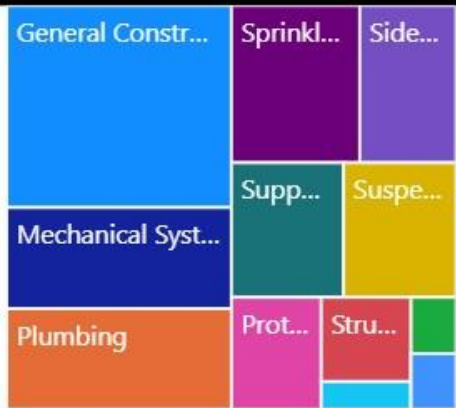 General Constr...
Mechanical Syst...
Plumbing
Sprinkl...
Side...
Supp...
Suspe...
Prot...
Stru...